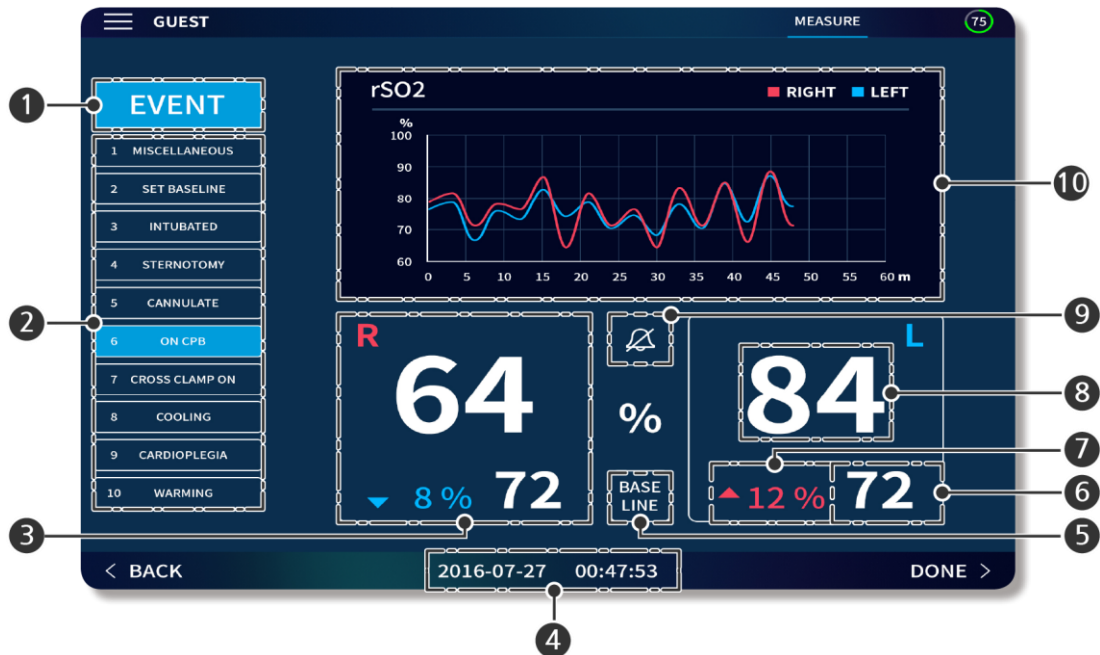 GUEST
MEASURE
75
1
EVENT
1 MISCELLANEOUS
2 SET BASELINE
3 INTUBATED
4 STERNOTOMY
5 CANNULATE
6 ON CPB
7 CROSS CLAMP ON
8 COOLING
9 CARDIOPLEGIA
10 WARMING
2
rSO2
RIGHT LEFT
%
100
90
80
70
60
0 5 10 15 20 25 30 35 40 45 50 55 60 m
10
R
64
8 % 72
3
9
%
BASE
LINE
5
L
84
8
7
12 % 72
6
< BACK
2016-07-27 00:47:53
DONE >
4